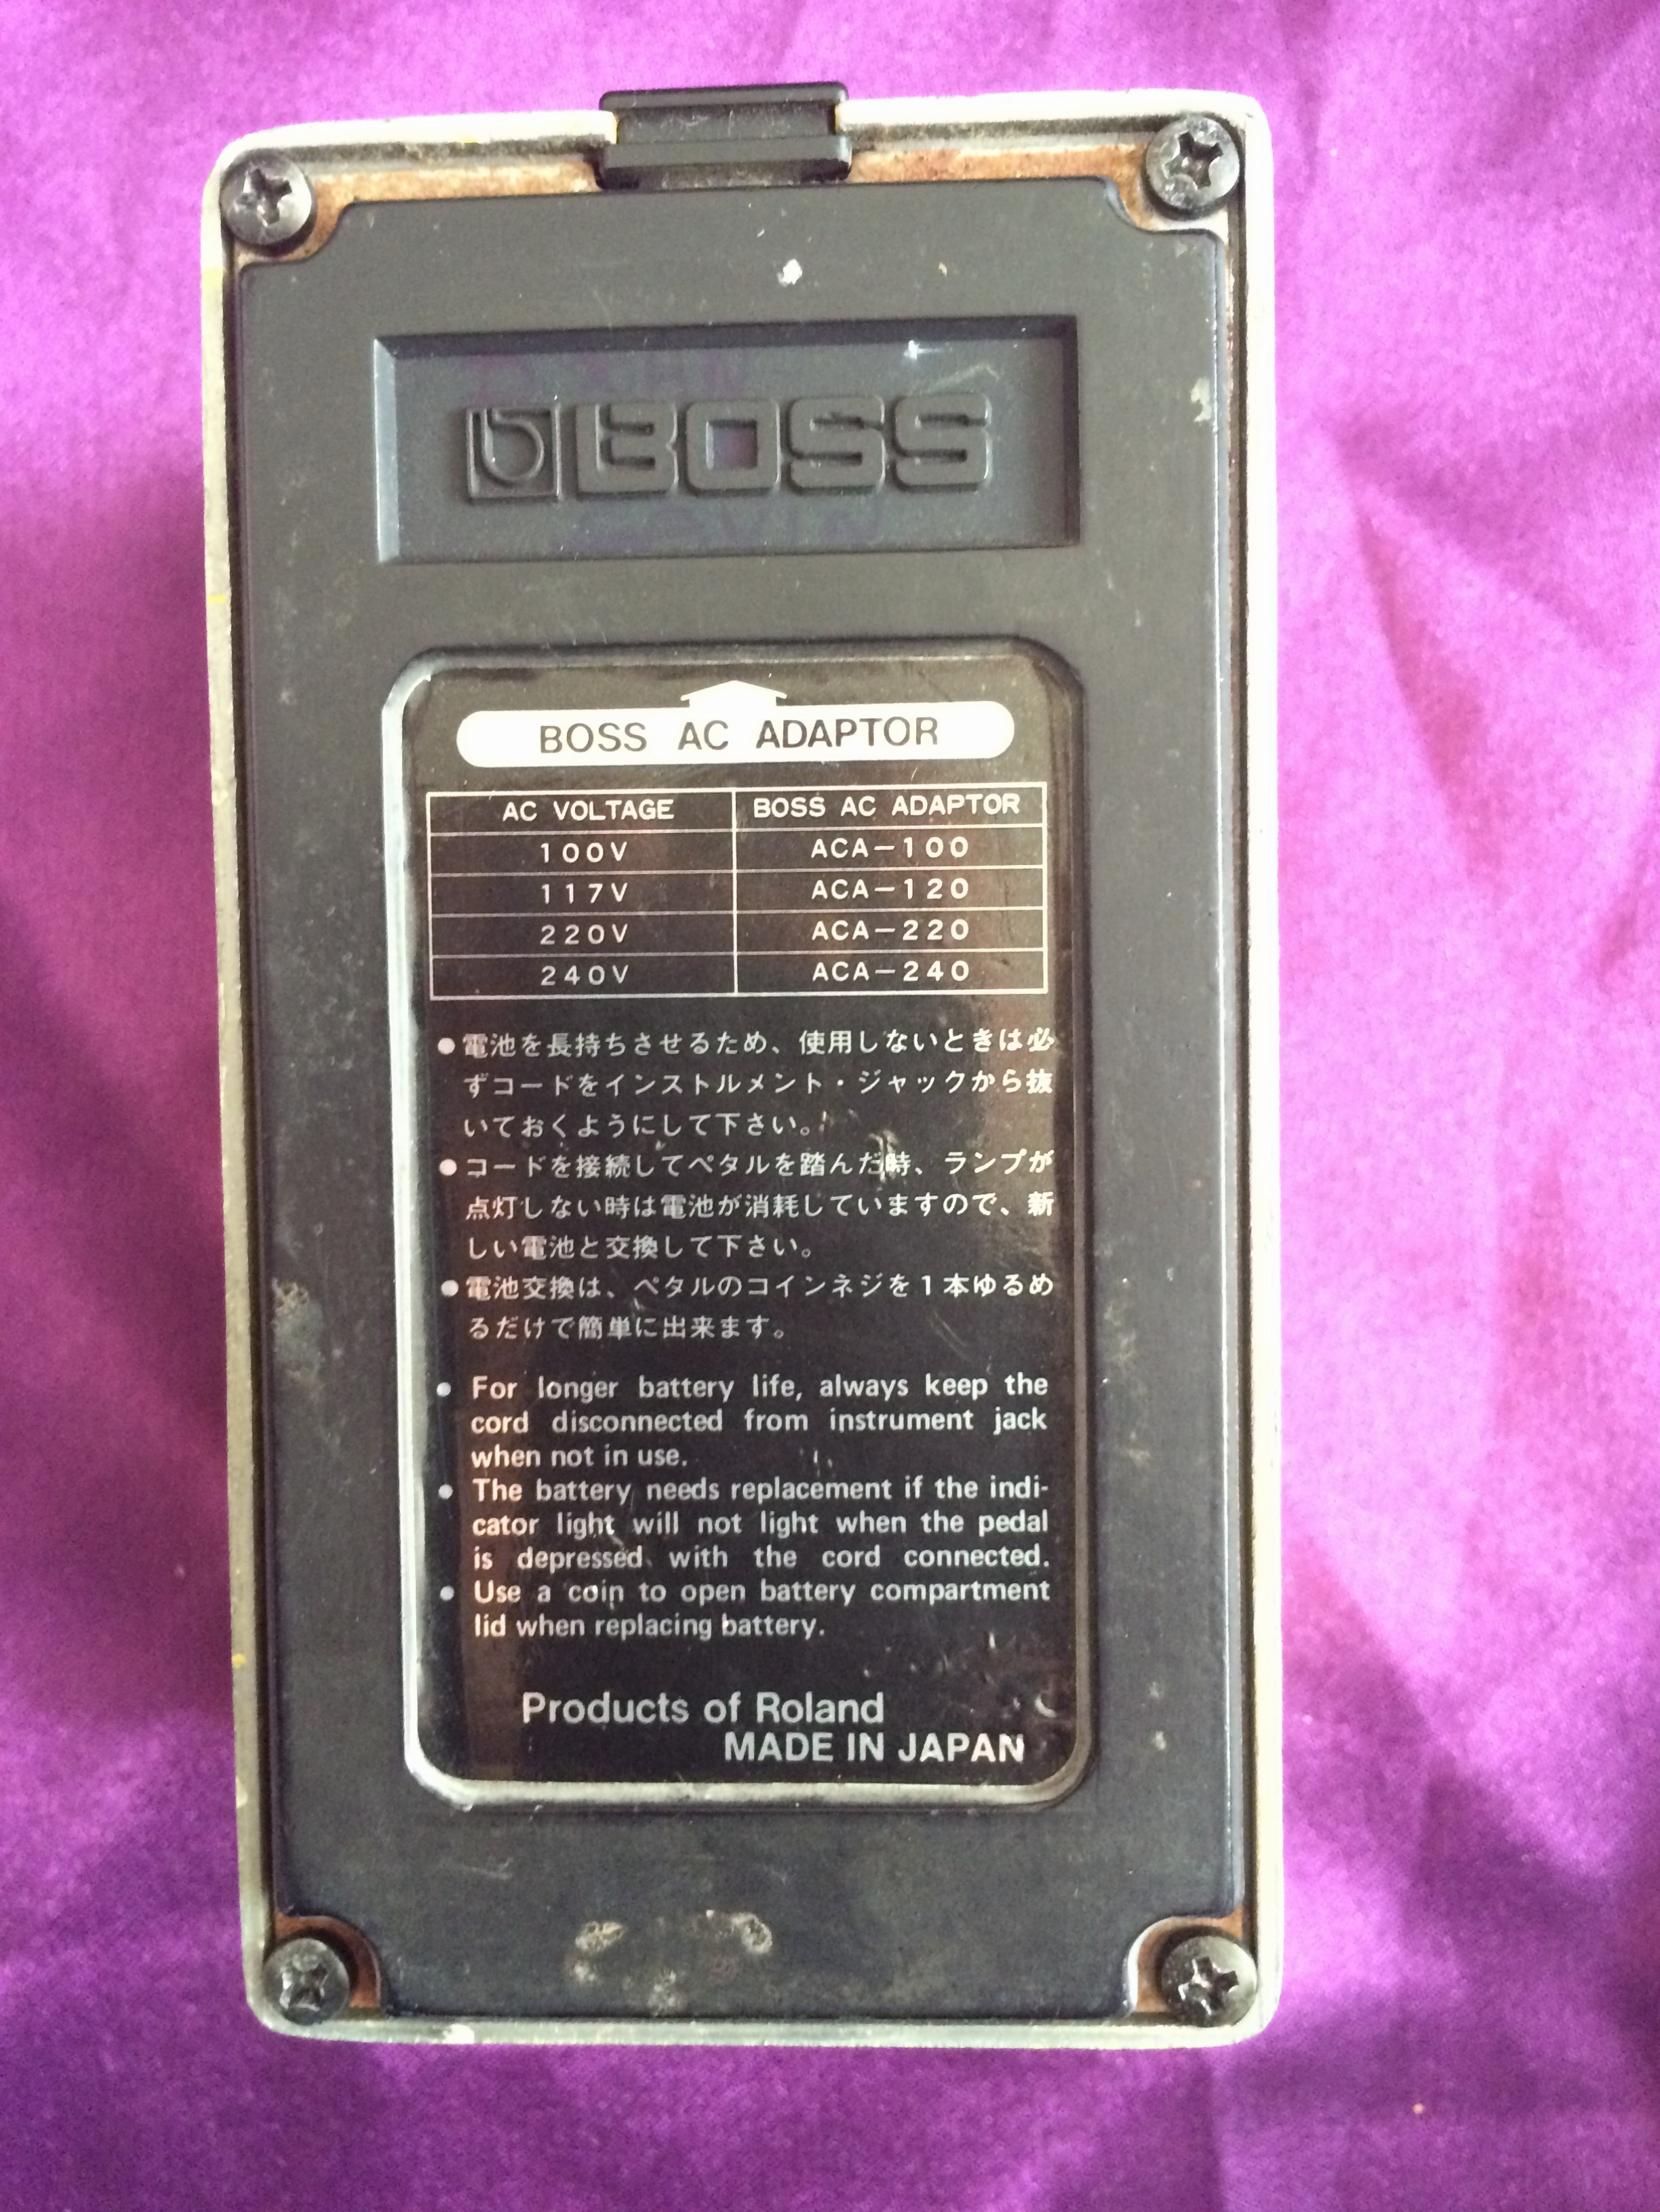 BOSS
BOSS AC ADAPTOR
AC VOLTAGE BOSS AC ADAPTOR
100V ACA-100
117V ACA-120
220V ACA-220
240V ACA-240
●電池を長持ちさせるため、使用しないときは必
ずコードをインストルメント・ジャックから抜
いておくようにして下さい。
●コードを接続してペタルを踏んだ時、ランプが
点灯しない時は電池が消耗していますので、新
しい電池と交換して下さい。
●電池交換は、ペタルのコインネジを1本ゆるめ
るだけで簡単に出来ます。
● For longer battery life, always keep the
cord disconnected from instrument jack
when not in use.
● The battery needs replacement if the indi-
cator light will not light when the pedal
is depressed with the cord connected.
● Use a coin to open battery compartment
lid when replacing battery.
Products of Roland
MADE IN JAPAN